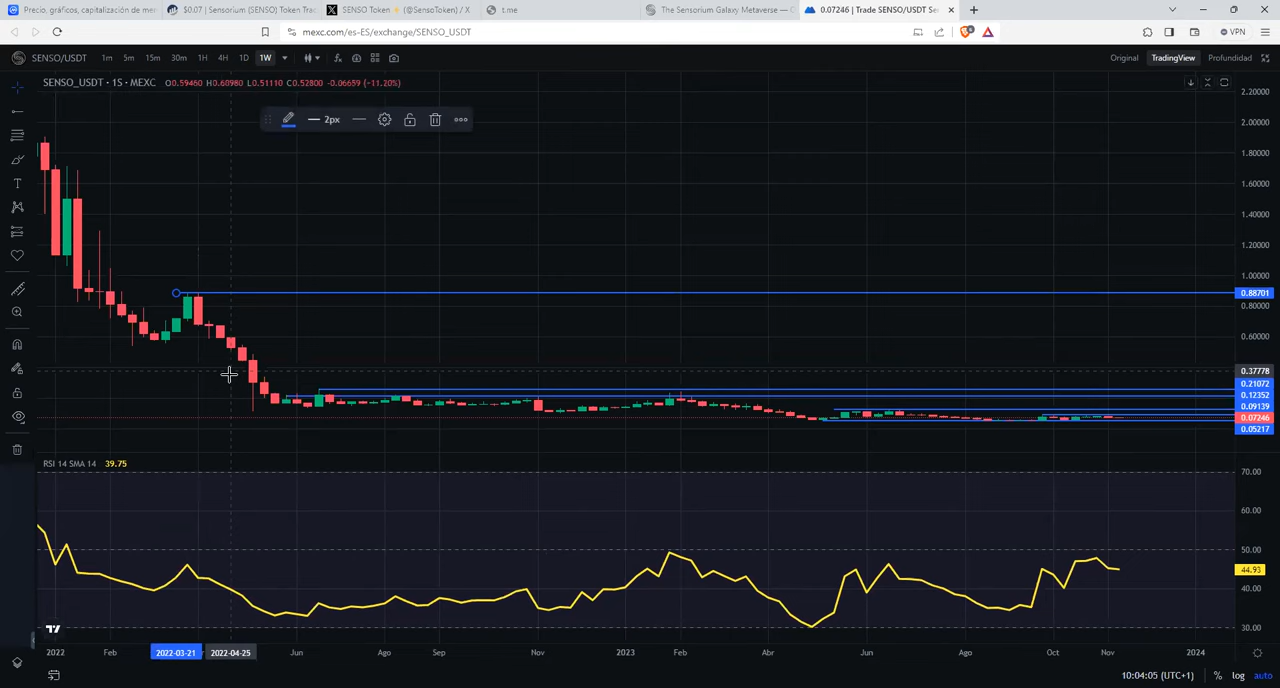 Precio, gráficos, capitalización de mer
$0.07 | Sensorium (SENSO) Token Trac
SENSO Token (@SensoToken) / X
t.me
The Sensorium Galaxy Metaverse — C
0.07246 | Trade SENSO/USDT Se
mexc.com/es-ES/exchange/SENSO_USDT
VPN
SENSO/USDT
1m 5m 15m 30m 1H 4H 1D 1W
Original TradingView Profundidad
SENSO_USDT · 1S · MEXC O0.59460 H0.60980 L0.51110 C0.52800 -0.06659 (-11.20%)
2px
2.20000
2.00000
1.80000
1.60000
1.40000
1.20000
1.00000
0.88701
0.80000
0.60000
0.37778
0.21072
0.12352
0.09139
0.07246
0.05217
RSI 14 SMA 14 39.75
70.00
60.00
50.00
44.93
40.00
30.00
2022 Feb 2022-03-21 2022-04-25 Jun Ago Sep Nov 2023 Feb Abr Jun Ago Oct Nov 2024
10:04:05 (UTC+1) % log auto